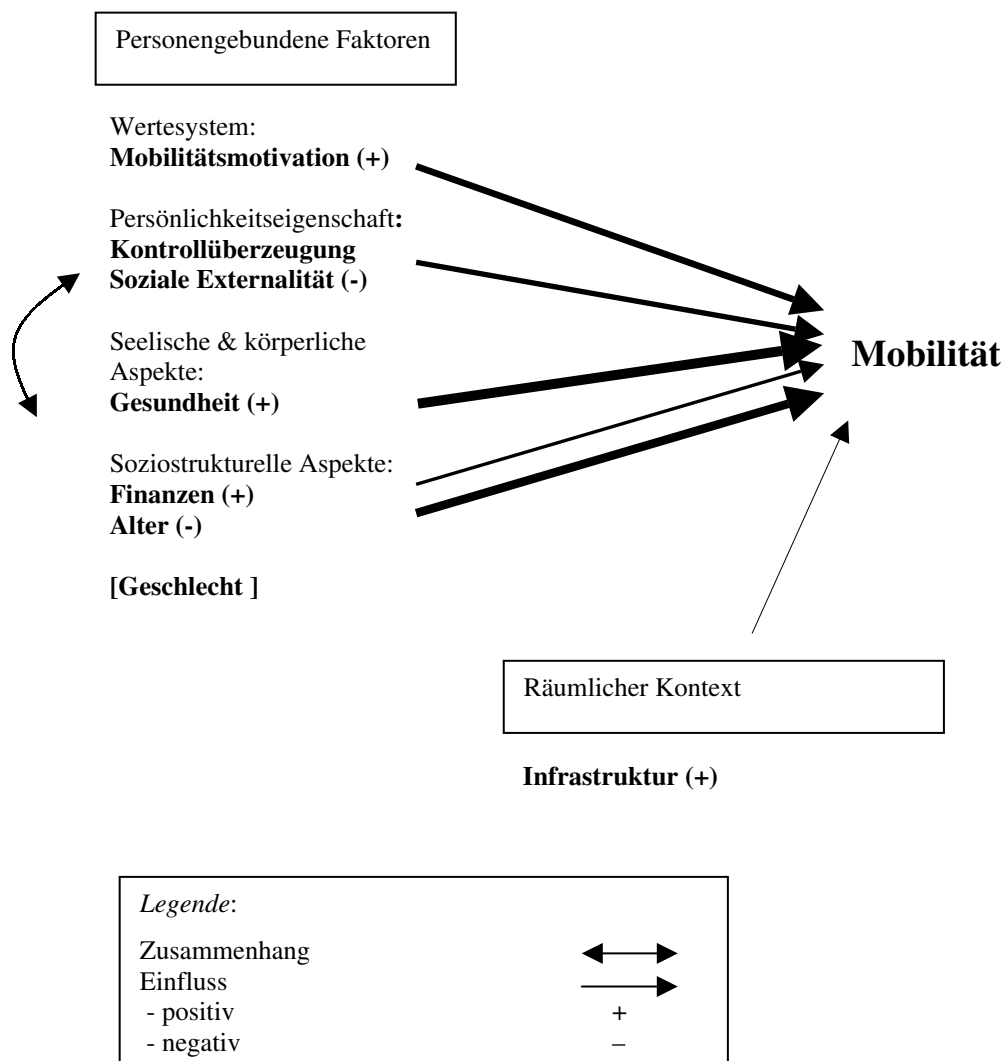 Personengebundene Faktoren
Wertesystem:
Mobilitätsmotivation (+)
Persönlichkeitseigenschaft:
Kontrollüberzeugung
Soziale Externalität (-)
Seelische & körperliche
Aspekte:
Gesundheit (+)
Soziostrukturelle Aspekte:
Finanzen (+)
Alter (-)
[Geschlecht ]
Mobilität
Räumlicher Kontext
Infrastruktur (+)
Legende:
Zusammenhang
Einfluss
- positiv +
- negativ –